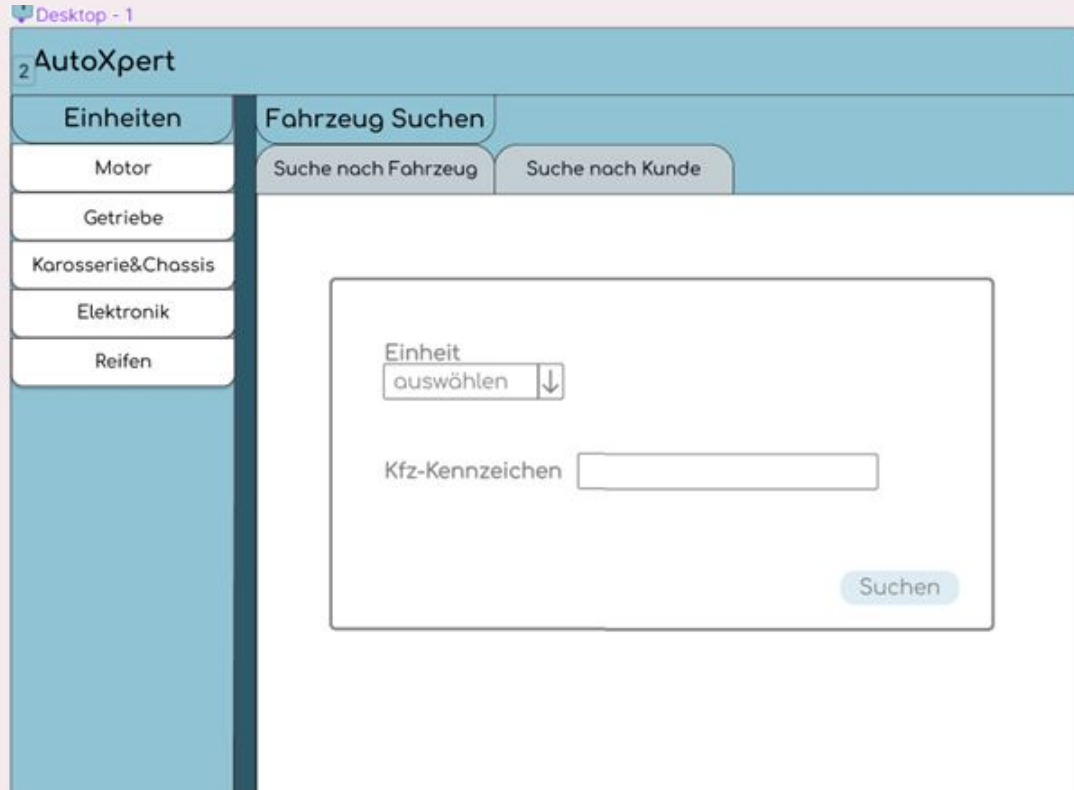 Desktop - 1
AutoXpert
2
Einheiten
Fahrzeug Suchen
Motor
Suche nach Fahrzeug
Suche nach Kunde
Getriebe
Karosserie&Chassis
Elektronik
Reifen
Einheit
auswählen
Kfz-Kennzeichen
Suchen